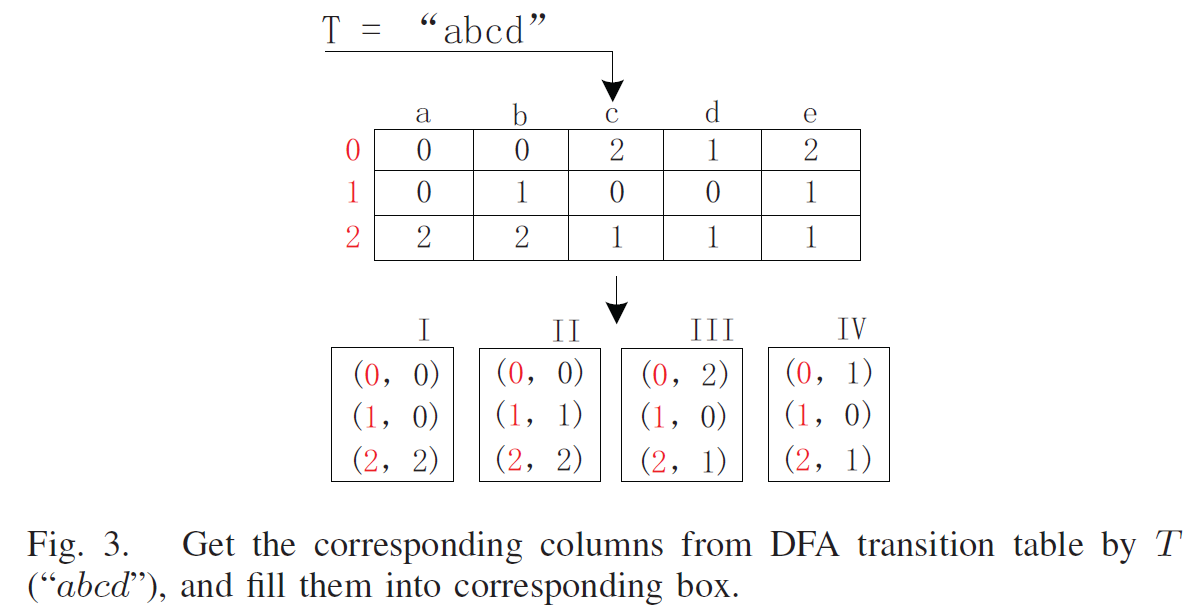 T = “abcd”
a b c d e
0 0 0 2 1 2
1 0 1 0 0 1
2 2 2 1 1 1
I II III IV
(0, 0) (0, 0) (0, 2) (0, 1)
(1, 0) (1, 1) (1, 0) (1, 0)
(2, 2) (2, 2) (2, 1) (2, 1)
Fig. 3. Get the corresponding columns from DFA transition table by T
(“abcd”), and fill them into corresponding box.